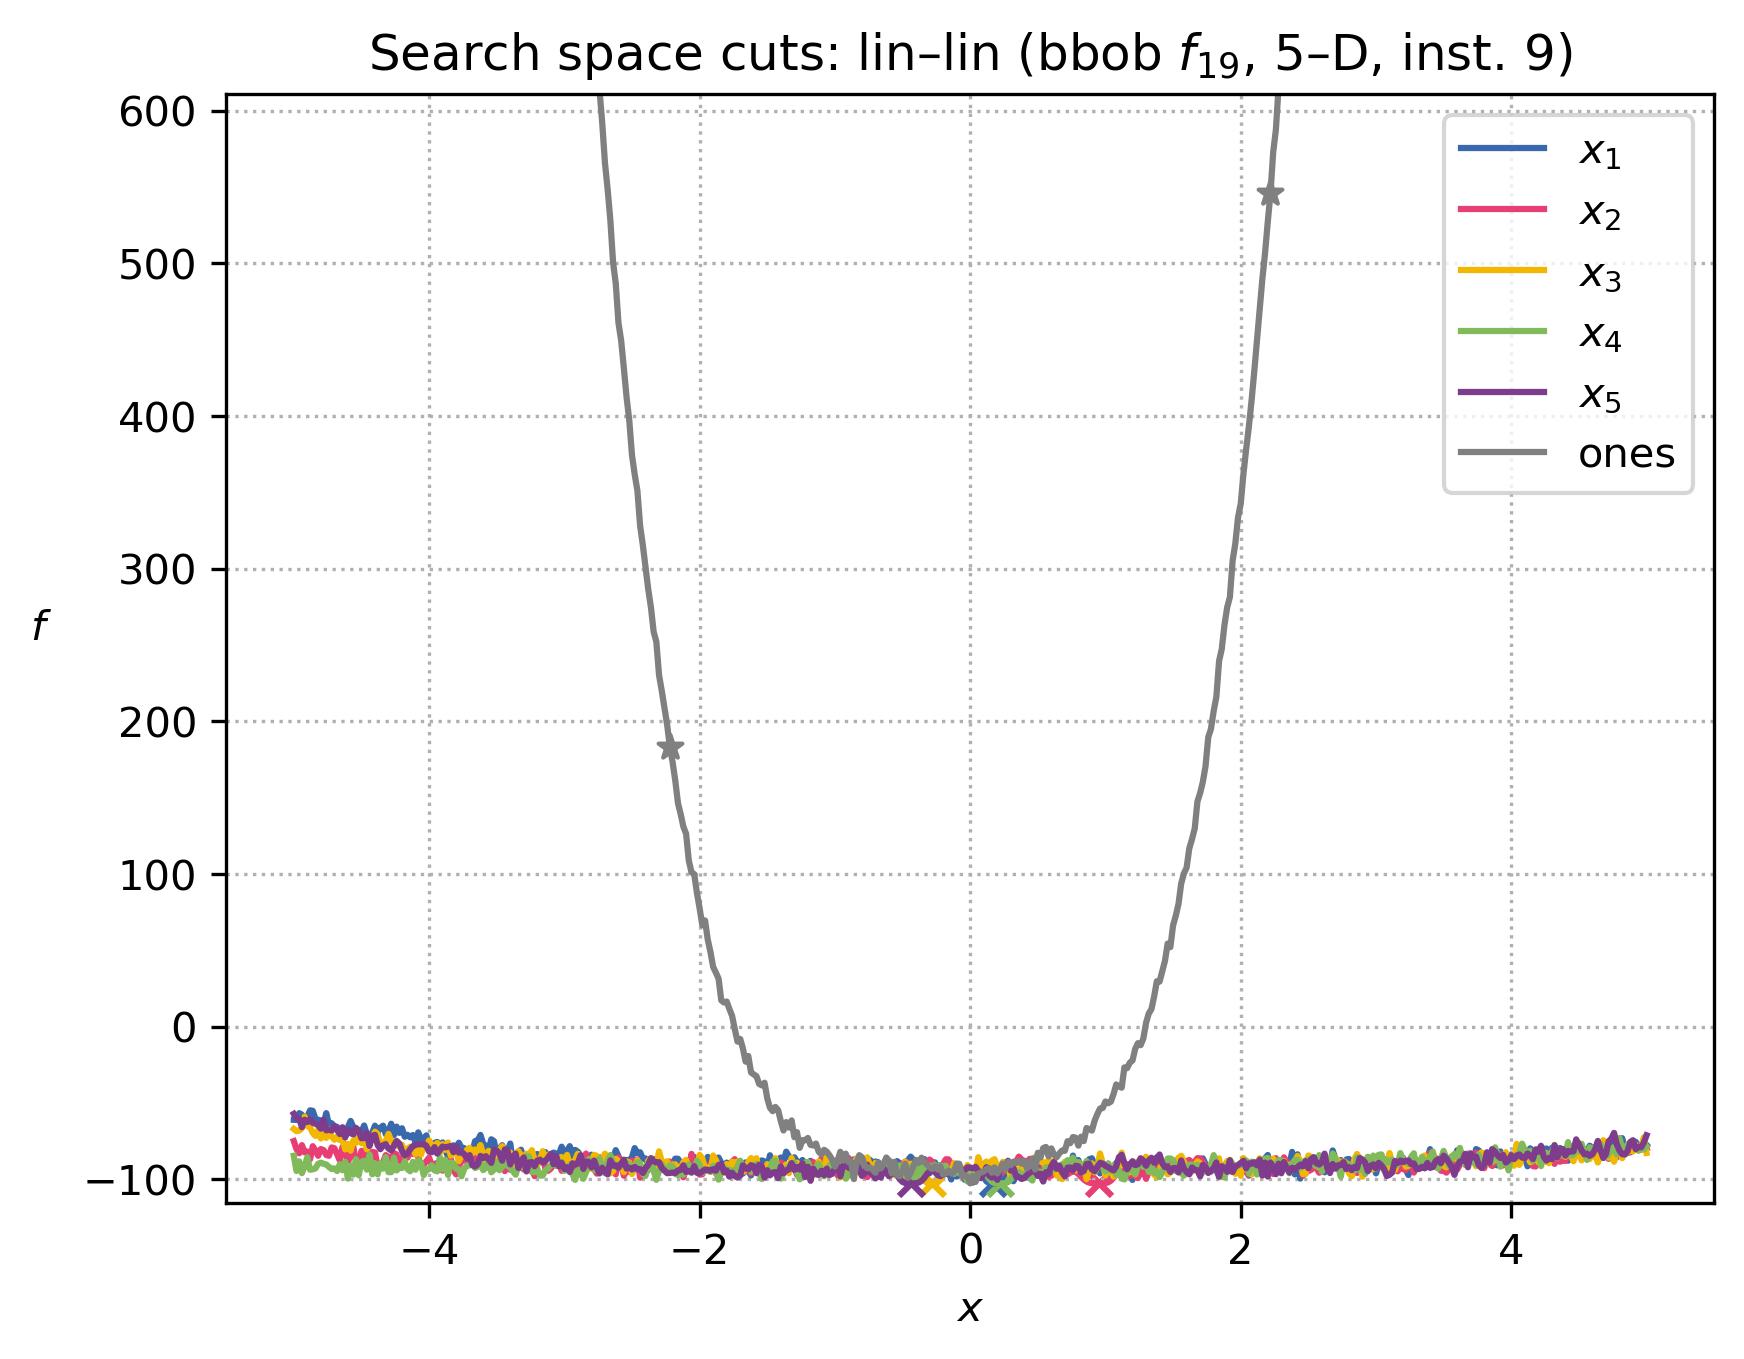 Search space cuts: lin–lin (bbob f₁₉, 5–D, inst. 9)
600
500
400
300
200
100
0
−100
f
−4
−2
0
2
4
x
x₁
x₂
x₃
x₄
x₅
ones